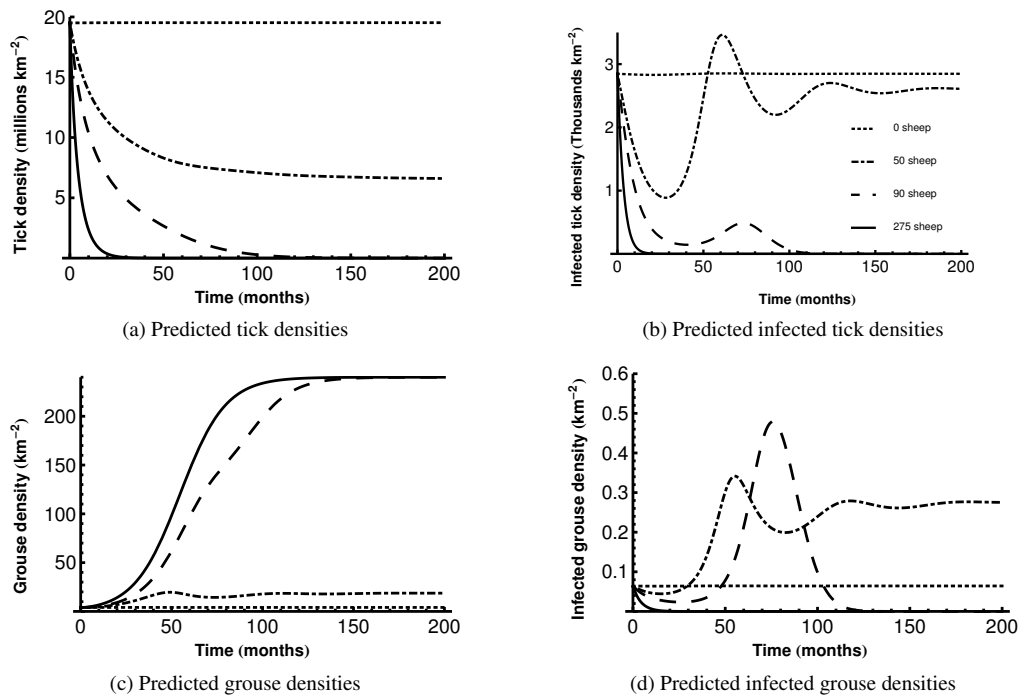 20
15
10
5
0
50
100
150
200
Tick density (millions km−2)
Time (months)
(a) Predicted tick densities
3
2
1
0
50
100
150
200
Infected tick density (Thousands km−2)
Time (months)
0 sheep
50 sheep
90 sheep
275 sheep
(b) Predicted infected tick densities
200
150
100
50
0
50
100
150
200
Grouse density (km−2)
Time (months)
(c) Predicted grouse densities
0.6
0.5
0.4
0.3
0.2
0.1
0
50
100
150
200
Infected grouse density (km−2)
Time (months)
(d) Predicted infected grouse densities